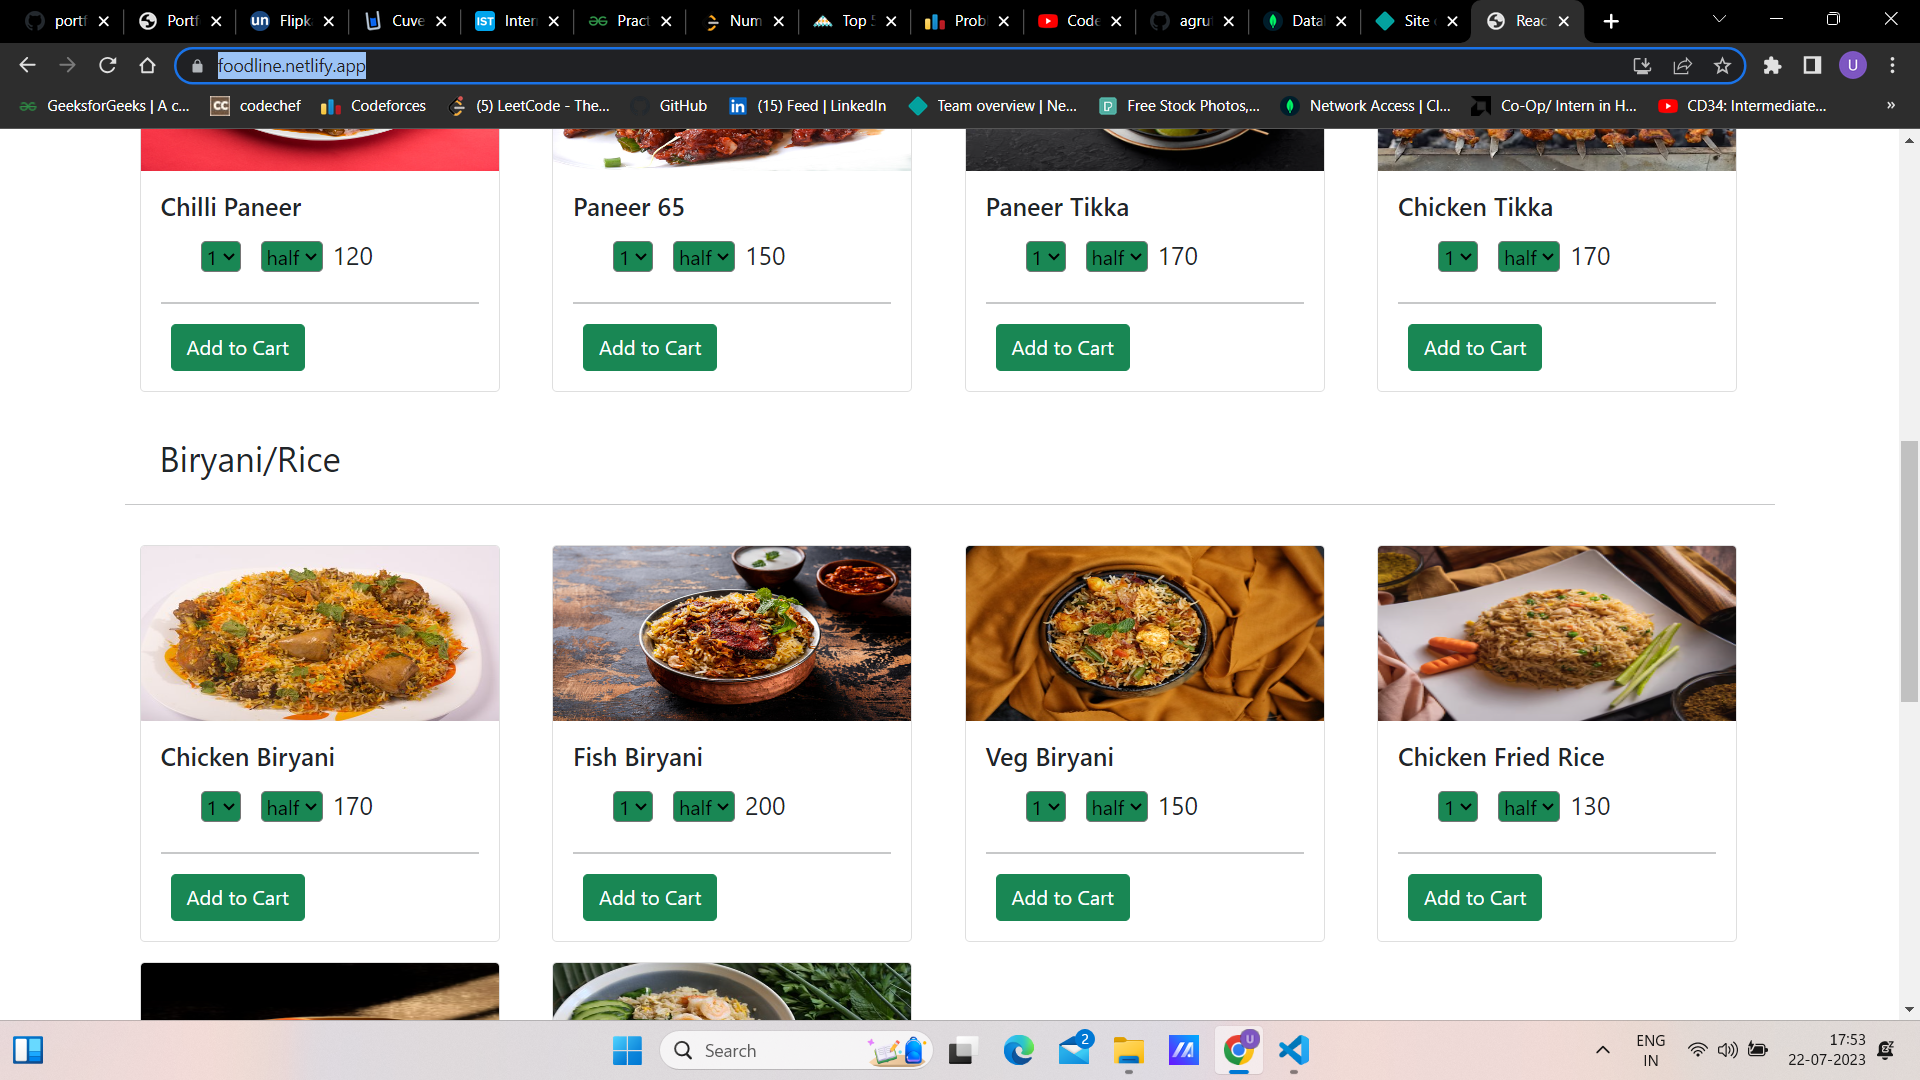 portf Portf Flipk Cuve Inter Pract Num Top Prob Code agru Datal Site Reac
foodline.netlify.app
GeeksforGeeks | A c... codechef Codeforces (5) LeetCode - The... GitHub (15) Feed | LinkedIn Team overview | Ne... Free Stock Photos,... Network Access | Cl... Co-Op/ Intern in H... CD34: Intermediate... »
Chilli Paneer Paneer 65 Paneer Tikka Chicken Tikka
1 half 120 1 half 150 1 half 170 1 half 170
Add to Cart Add to Cart Add to Cart Add to Cart
Biryani/Rice
Chicken Biryani Fish Biryani Veg Biryani Chicken Fried Rice
1 half 170 1 half 200 1 half 150 1 half 130
Add to Cart Add to Cart Add to Cart Add to Cart
Search 2 U ENG 17:53
IN 22-07-2023